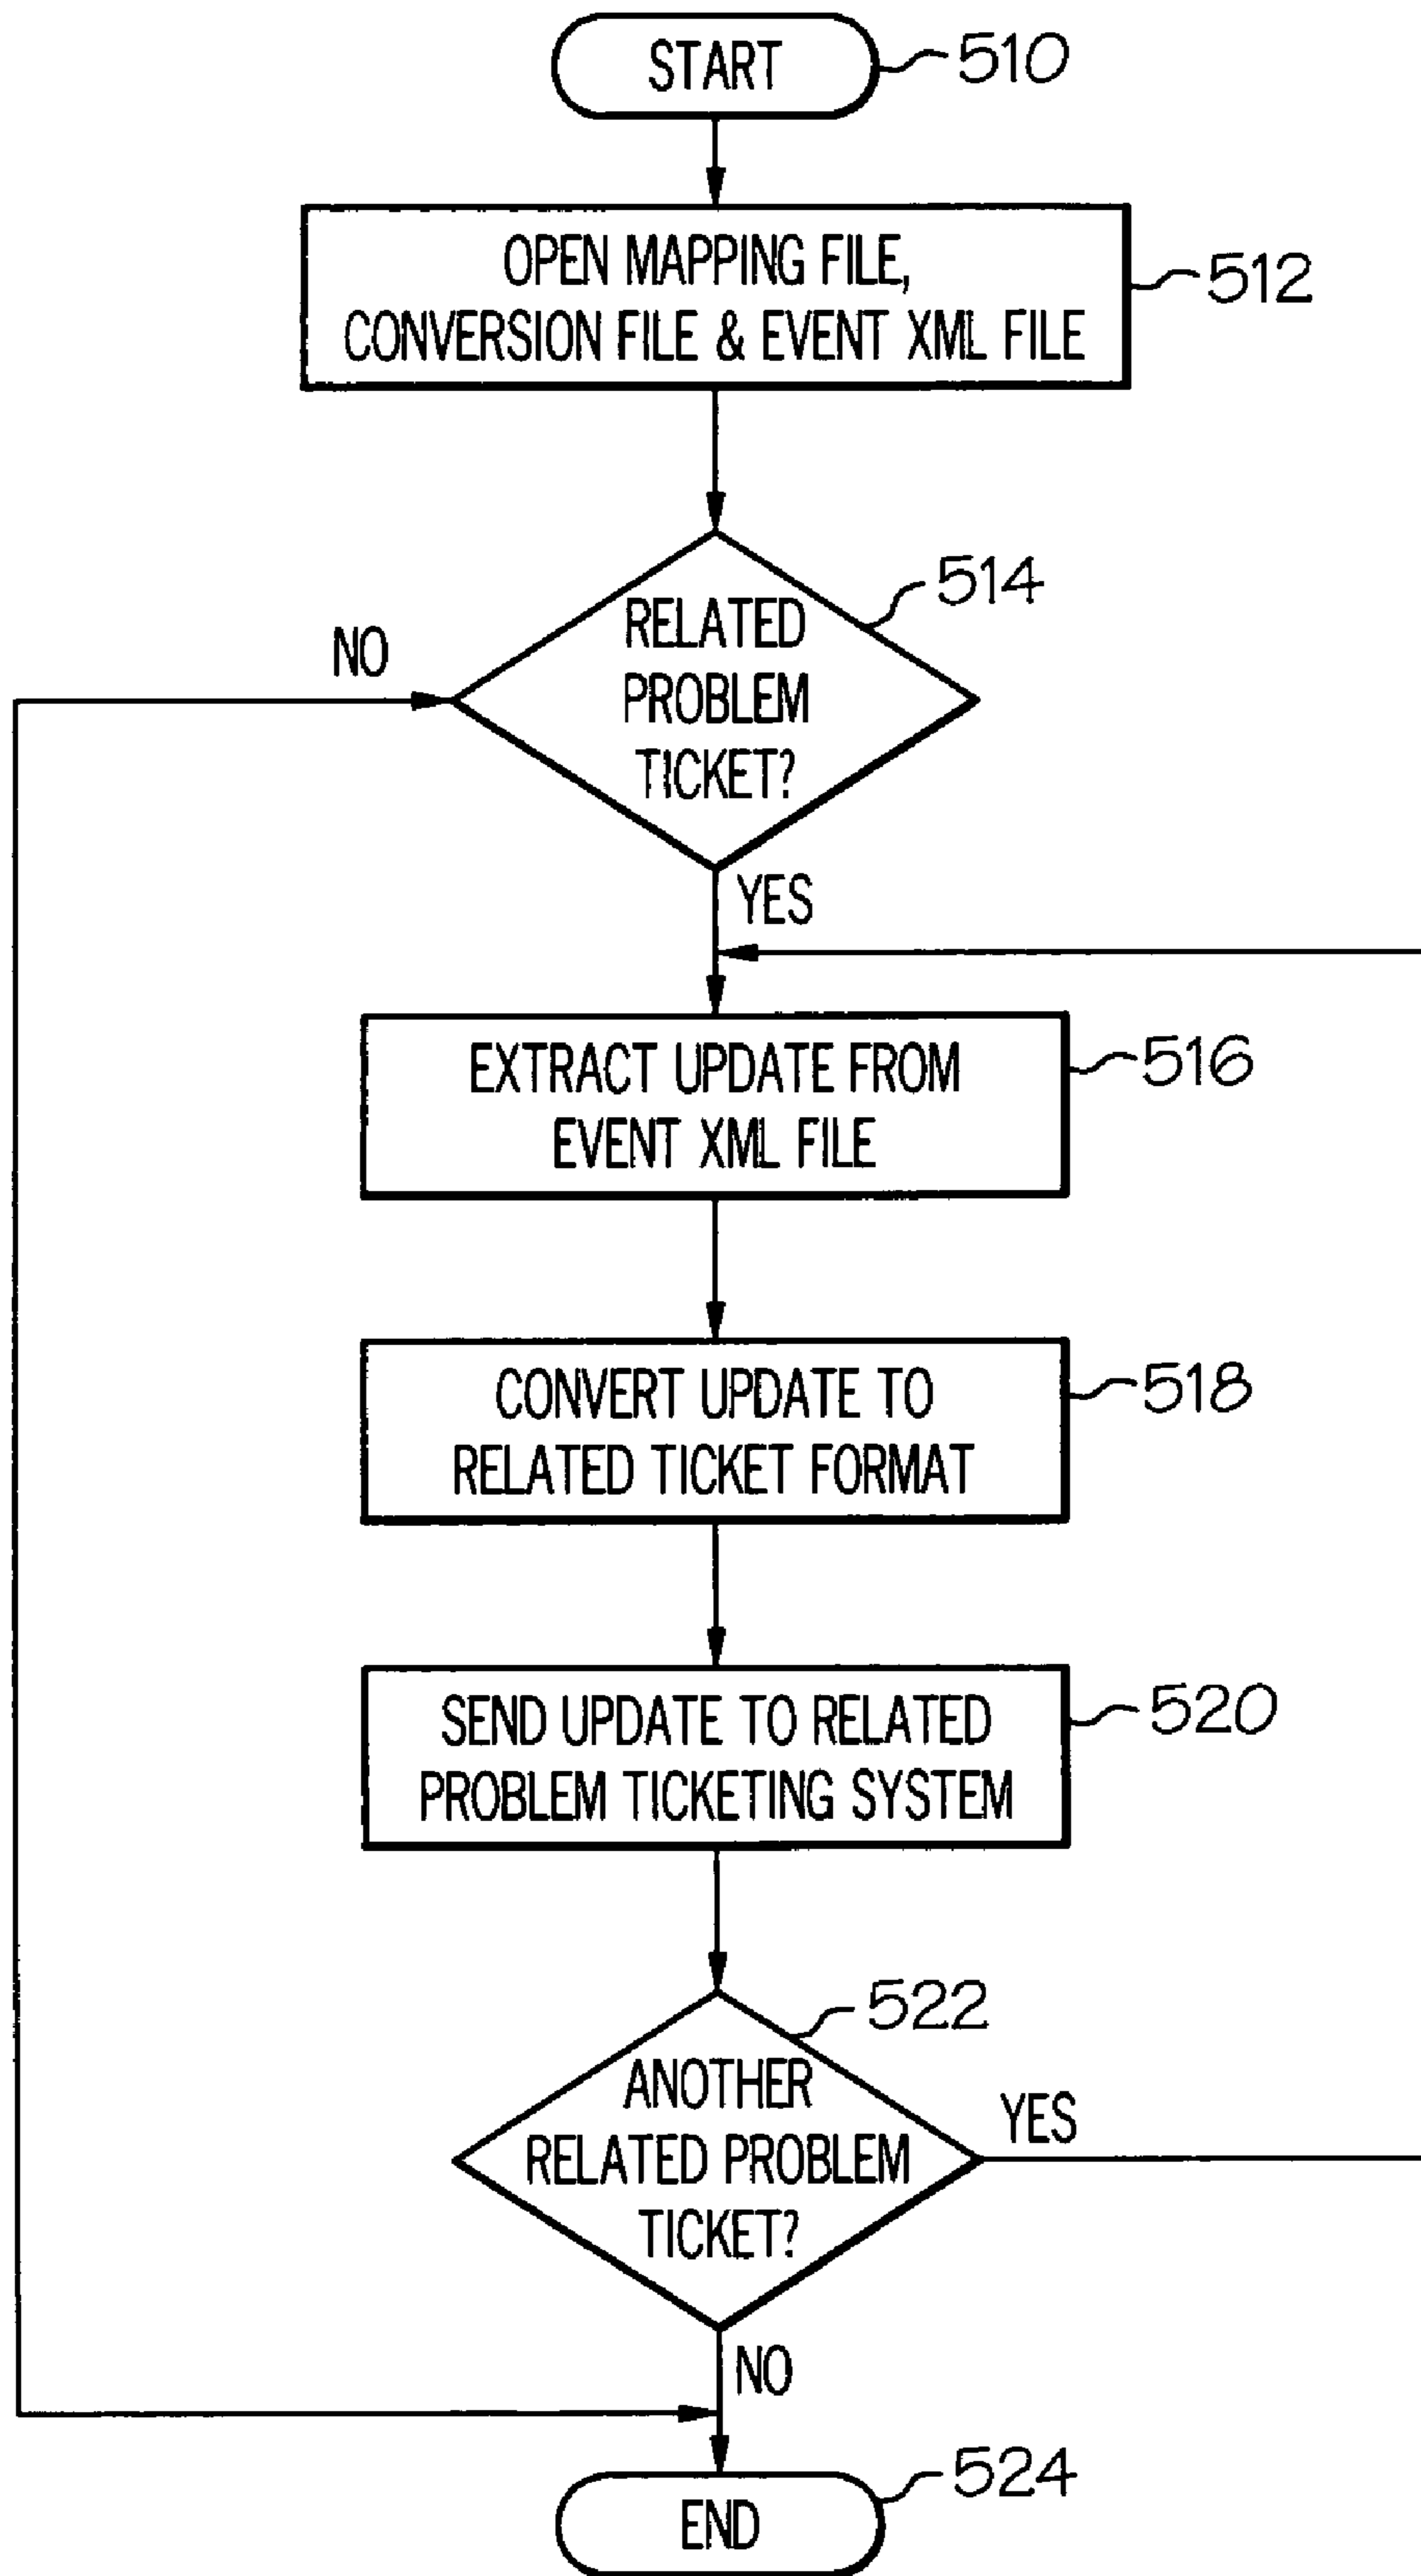 START
510
OPEN MAPPING FILE,
CONVERSION FILE & EVENT XML FILE
512
RELATED
PROBLEM
TICKET?
514
NO
YES
EXTRACT UPDATE FROM
EVENT XML FILE
516
CONVERT UPDATE TO
RELATED TICKET FORMAT
518
SEND UPDATE TO RELATED
PROBLEM TICKETING SYSTEM
520
ANOTHER
RELATED PROBLEM
TICKET?
522
YES
NO
END
524